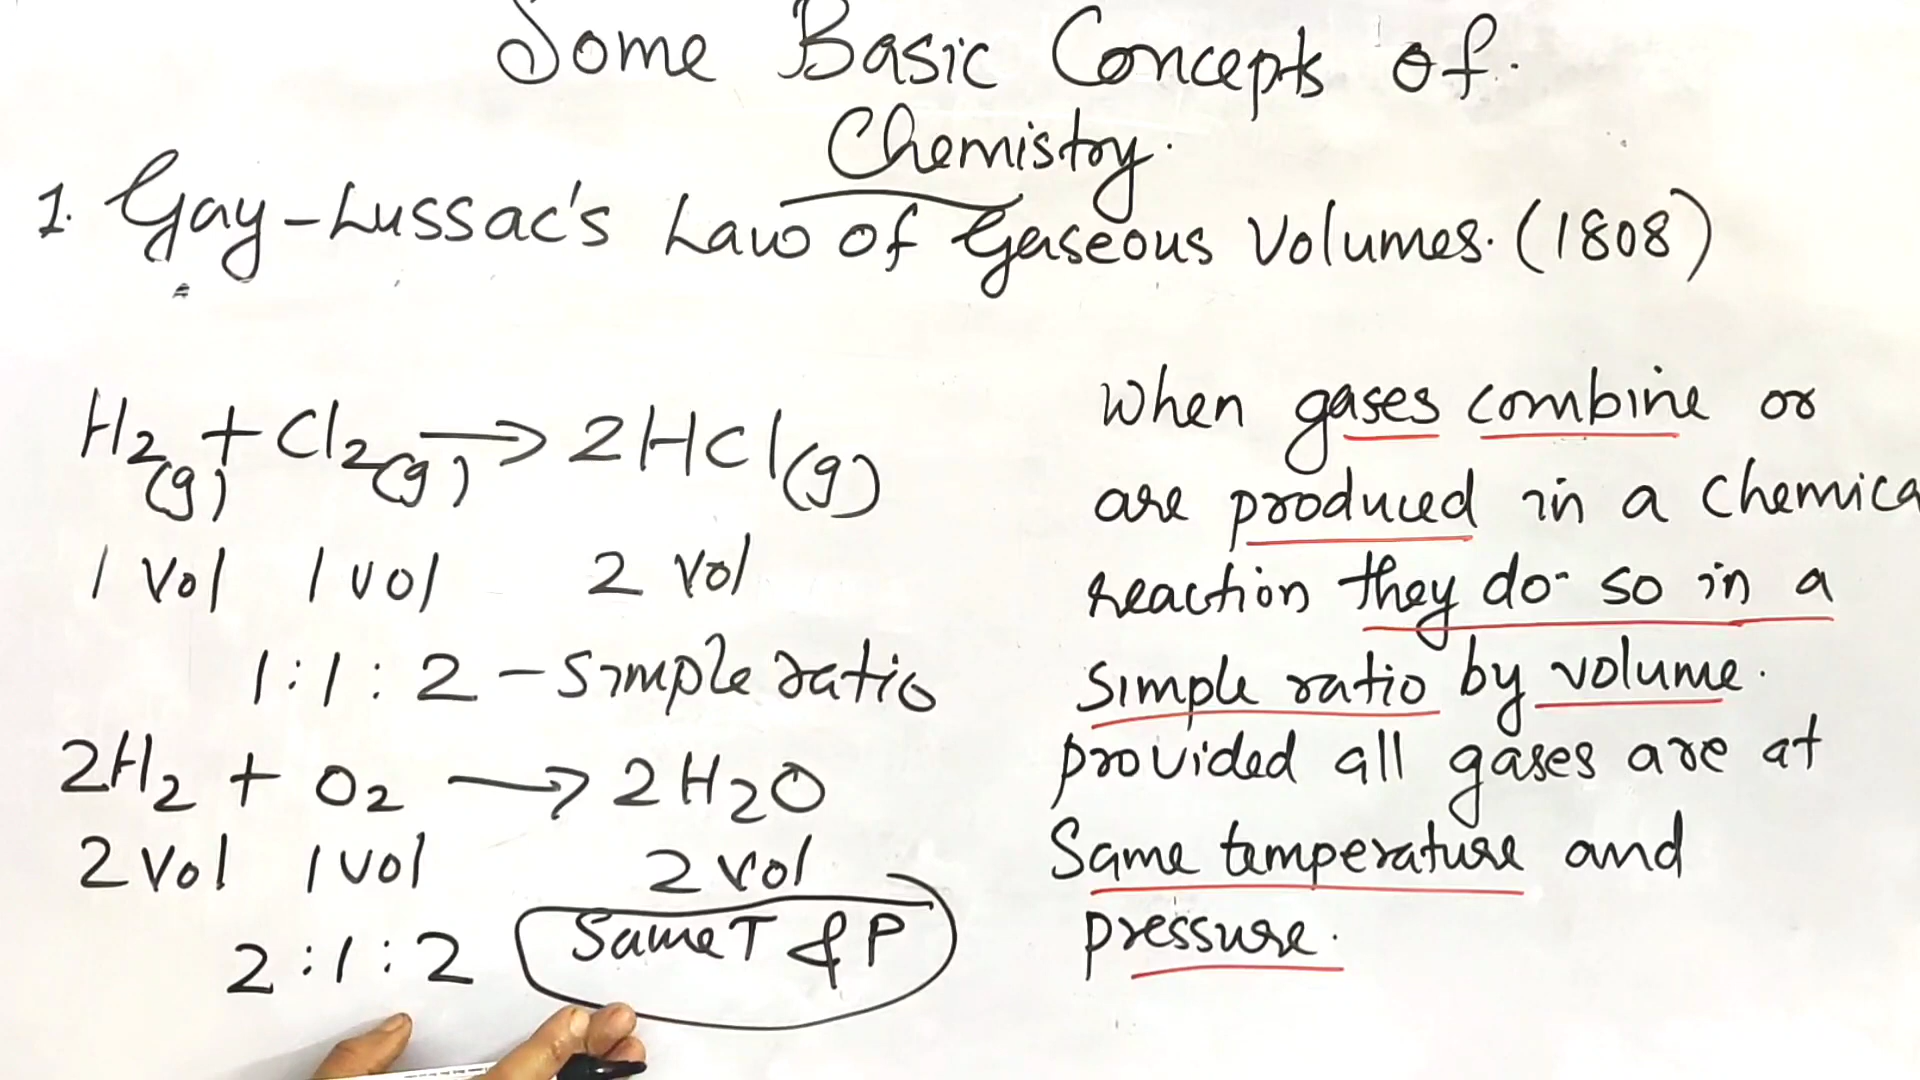 Some Basic Concepts of.
Chemistry.
1. Gay-Lussac's Law of Gaseous Volumes. (1808)
H2(g) + Cl2(g) → 2HCl(g)
1 Vol 1 vol 2 Vol
1:1:2 - simple ratio
2H2 + O2 → 2H2O
2 Vol 1 vol 2 vol
2:1:2 Same T & P
When gases combine or
are produced in a chemica
reaction they do so in a
simple ratio by volume.
provided all gases are at
Same temperature and
pressure.